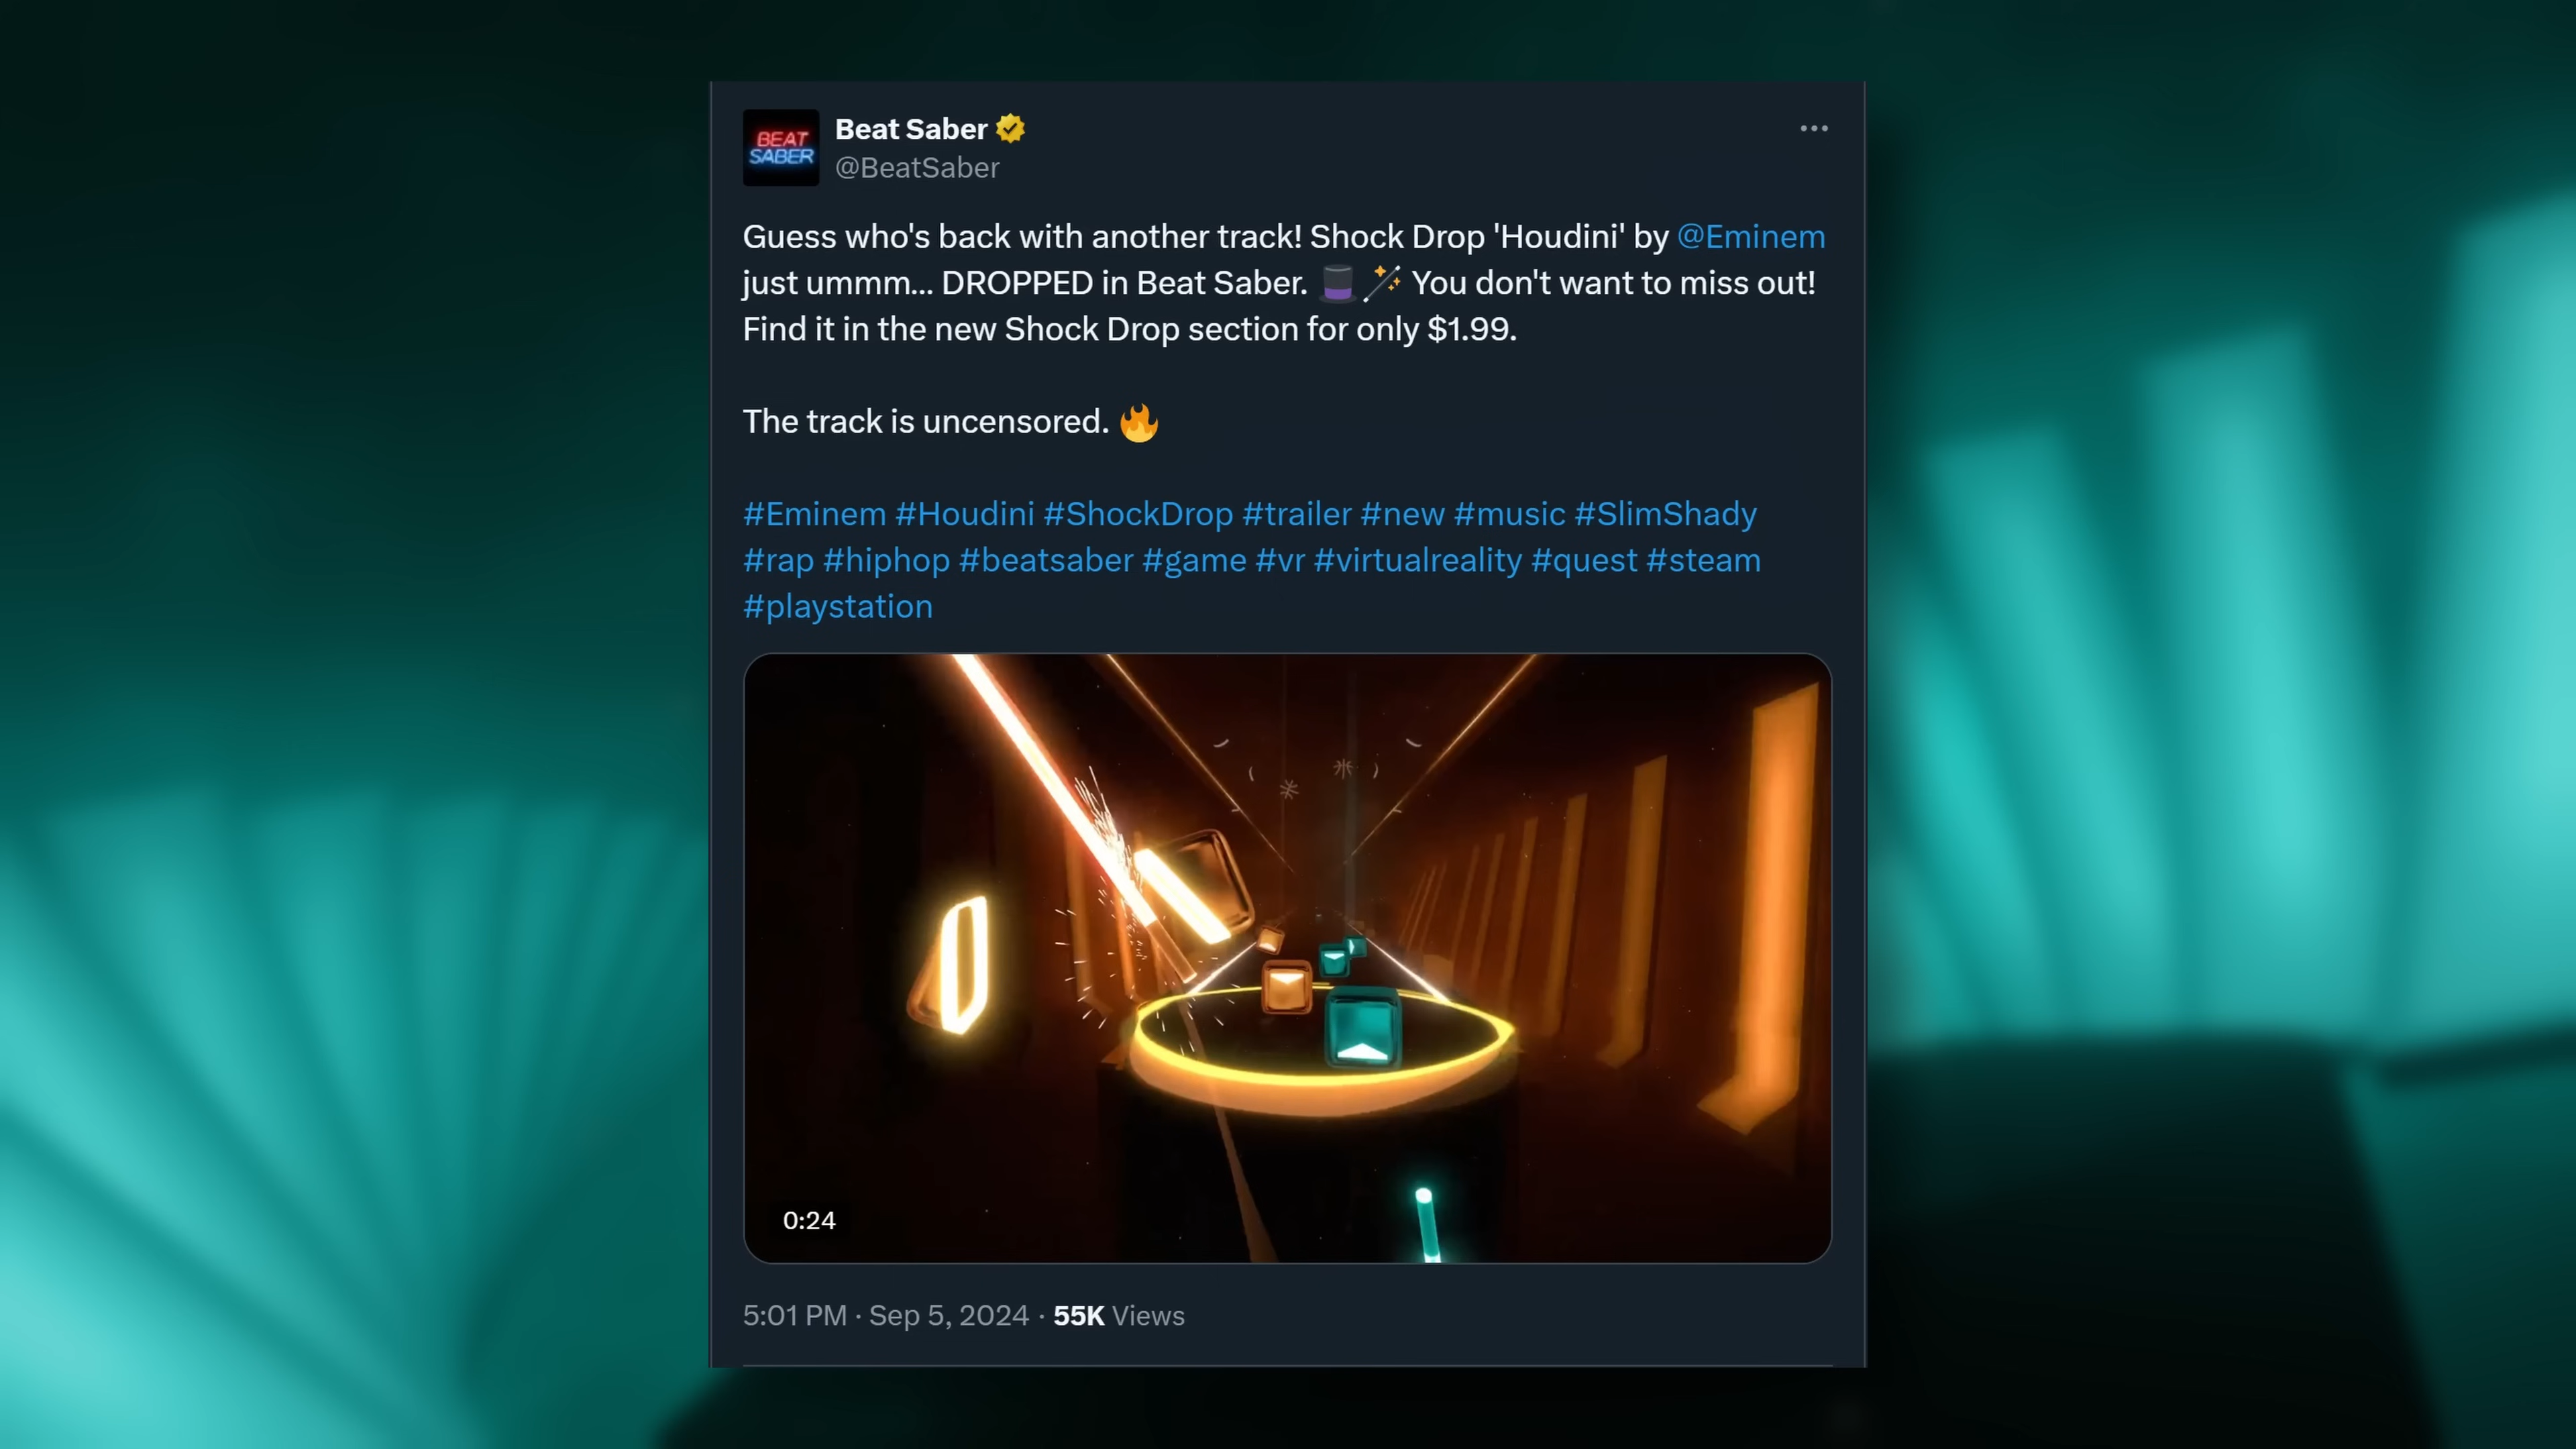 BEAT
SABER
Beat Saber
@BeatSaber
Guess who's back with another track! Shock Drop 'Houdini' by @Eminem
just ummm... DROPPED in Beat Saber. 🎩🪄 You don't want to miss out!
Find it in the new Shock Drop section for only $1.99.
The track is uncensored. 🔥
#Eminem #Houdini #ShockDrop #trailer #new #music #SlimShady
#rap #hiphop #beatsaber #game #vr #virtualreality #quest #steam
#playstation
0:24
5:01 PM · Sep 5, 2024 · 55K Views